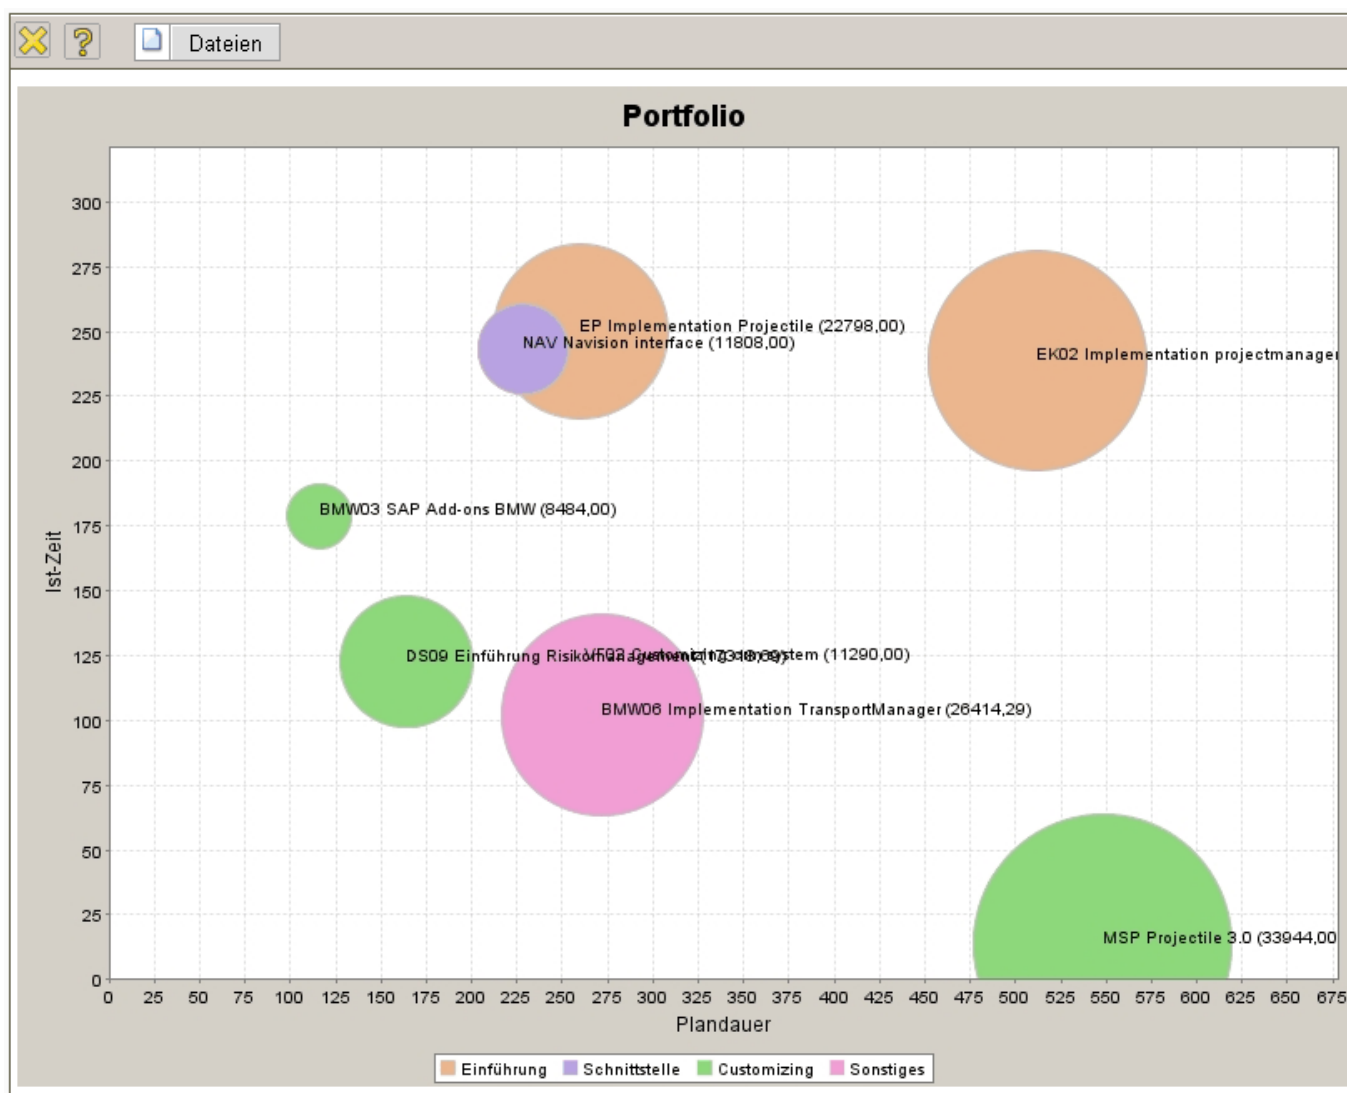 Dateien
Portfolio
300
275
250
225
200
175
150
125
100
75
50
25
0
Ist-Zeit
EP Implementation Projectile (22798,00)
NAV Navision interface (11808,00)
EK02 Implementation projectmanager
BMW03 SAP Add-ons BMW (8484,00)
DS09 Einführung Risikomanagement
VF02 Customizing system (11290,00)
BMW06 Implementation TransportManager (26414,29)
MSP Projectile 3.0 (33944,00
0 25 50 75 100 125 150 175 200 225 250 275 300 325 350 375 400 425 450 475 500 525 550 575 600 625 650 675
Plandauer
Einführung Schnittstelle Customizing Sonstiges